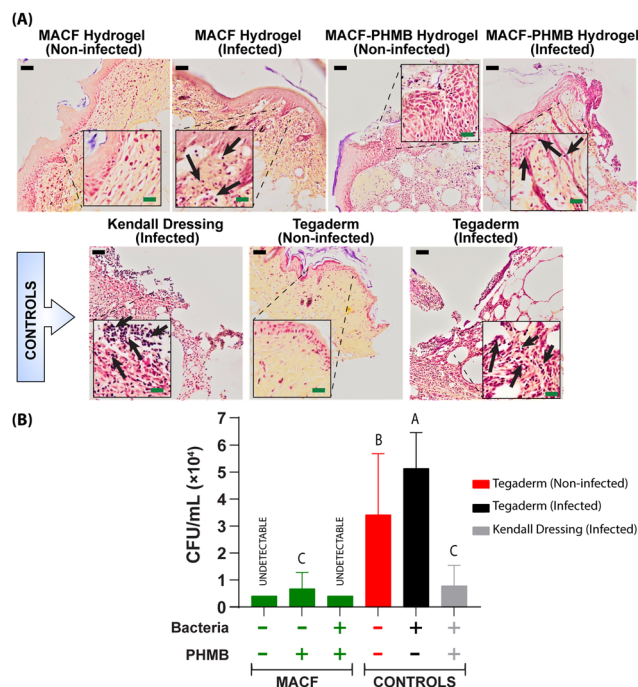 (A)
MACF Hydrogel
(Non-infected)
MACF Hydrogel
(Infected)
MACF-PHMB Hydrogel
(Non-infected)
MACF-PHMB Hydrogel
(Infected)
CONTROLS
Kendall Dressing
(Infected)
Tegaderm
(Non-infected)
Tegaderm
(Infected)
(B)
CFU/mL (×10⁴)
7
6
5
4
3
2
1
0
UNDETECTABLE
C
UNDETECTABLE
B
A
C
Tegaderm (Non-infected)
Tegaderm (Infected)
Kendall Dressing (Infected)
Bacteria - - + - + +
PHMB - + + - - +
MACF CONTROLS